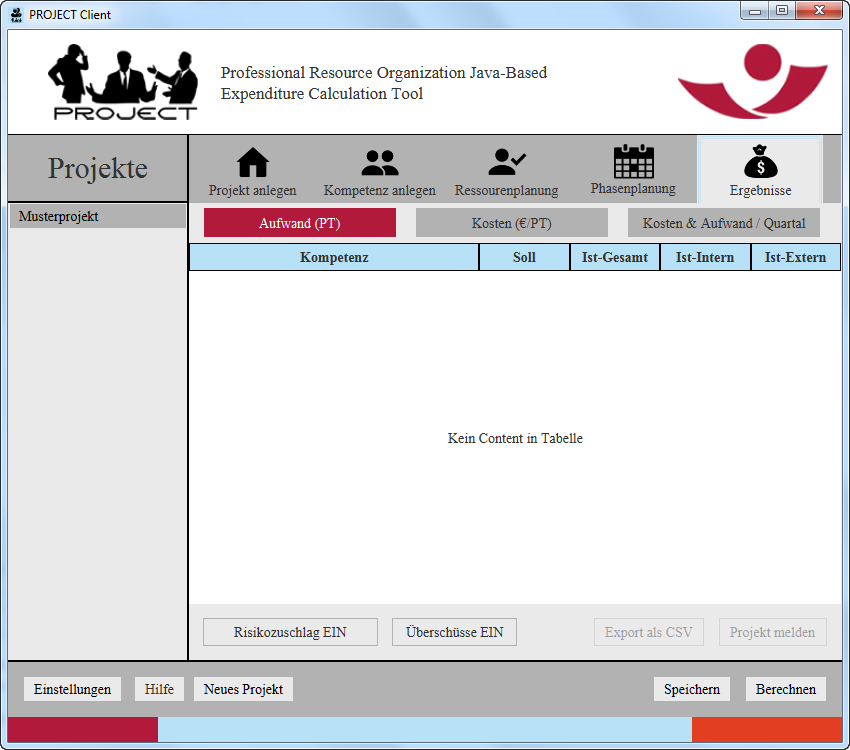 PROJECT Client
PROJECT
Professional Resource Organization Java-Based
Expenditure Calculation Tool
Projekte
Projekt anlegen
Kompetenz anlegen
Ressourenplanung
Phasenplanung
$
Ergebnisse
Musterprojekt
Aufwand (PT)
Kosten (€/PT)
Kosten & Aufwand / Quartal
Kompetenz
Soll
Ist-Gesamt
Ist-Intern
Ist-Extern
Kein Content in Tabelle
Risikozuschlag EIN
Überschüsse EIN
Export als CSV
Projekt melden
Einstellungen
Hilfe
Neues Projekt
Speichern
Berechnen